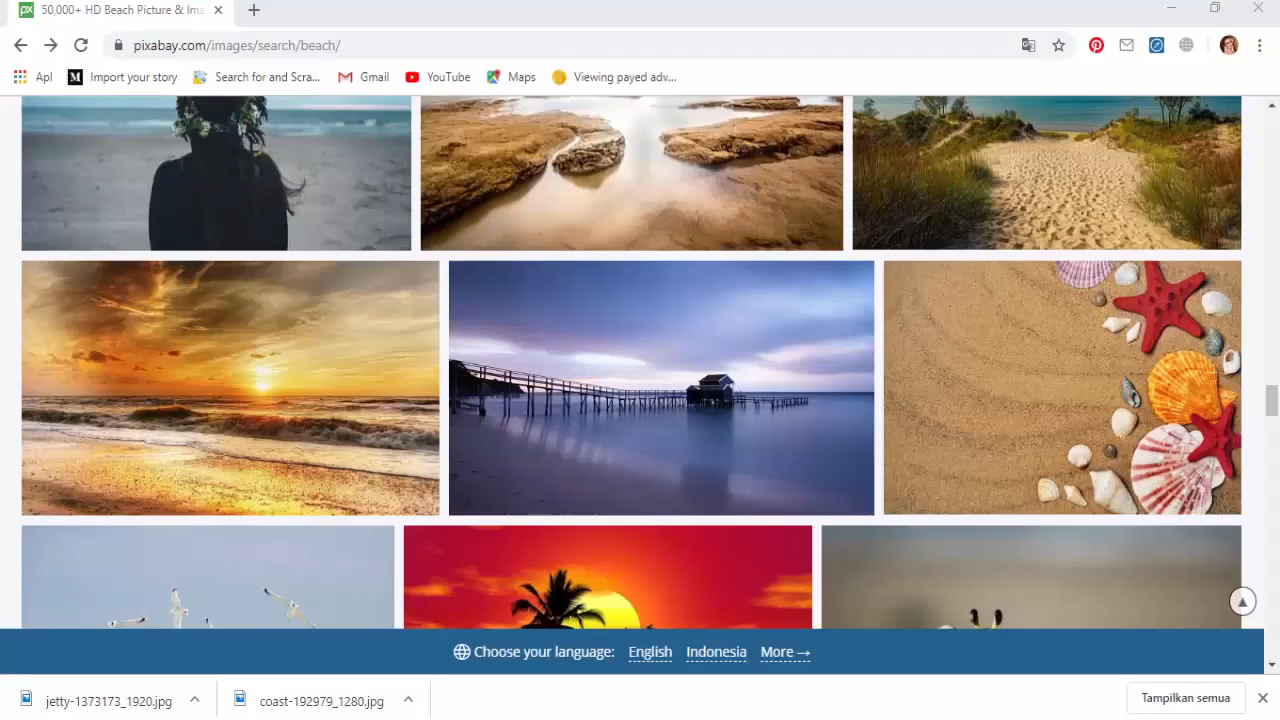 50,000+ HD Beach Picture & Ima
pixabay.com/images/search/beach/
Apl
Import your story
Search for and Scra...
Gmail
YouTube
Maps
Viewing payed adv...
Choose your language:
English
Indonesia
More →
jetty-1373173_1920.jpg
coast-192979_1280.jpg
Tampilkan semua